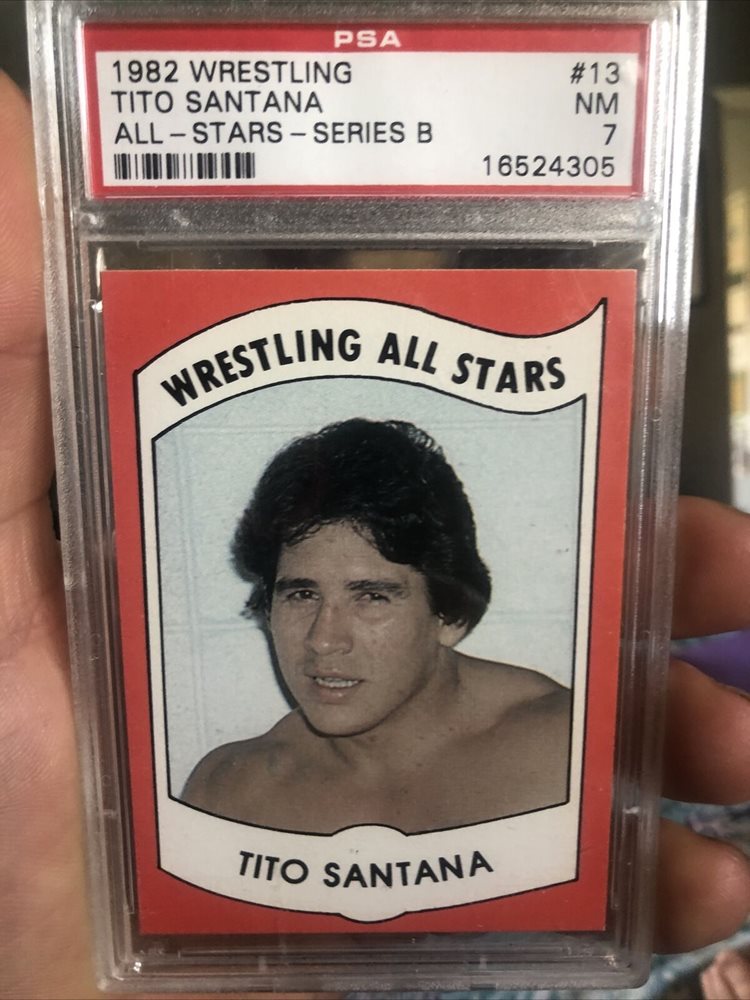 PSA
1982 WRESTLING #13
TITO SANTANA NM
ALL-STARS-SERIES B 7
16524305
WRESTLING ALL STARS
TITO SANTANA